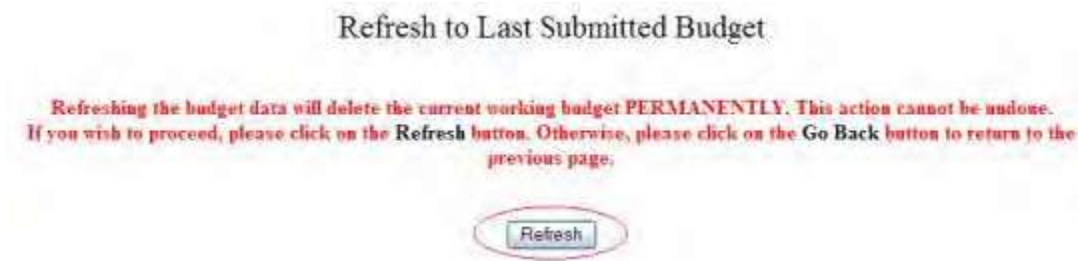 Refresh to Last Submitted Budget
Refreshing the budget data will delete the current working budget PERMANENTLY. This action cannot be undone.
If you wish to proceed, please click on the Refresh button. Otherwise, please click on the Go Back button to return to the
previous page.
Refresh